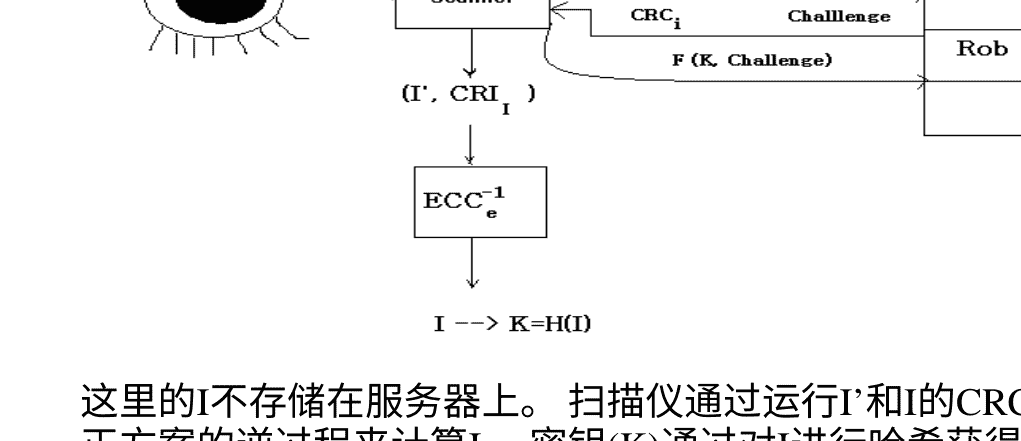 Scanner
CRC i Challlenge
Rob
F (K, Challenge)
(I', CRI I )
ECC e -1
I --> K=H(I)
这里的I不存储在服务器上。 扫描仪通过运行I’和I的CRC
正方案的逆过程来计算I 。 密钥(K)通过对I进行哈希获得